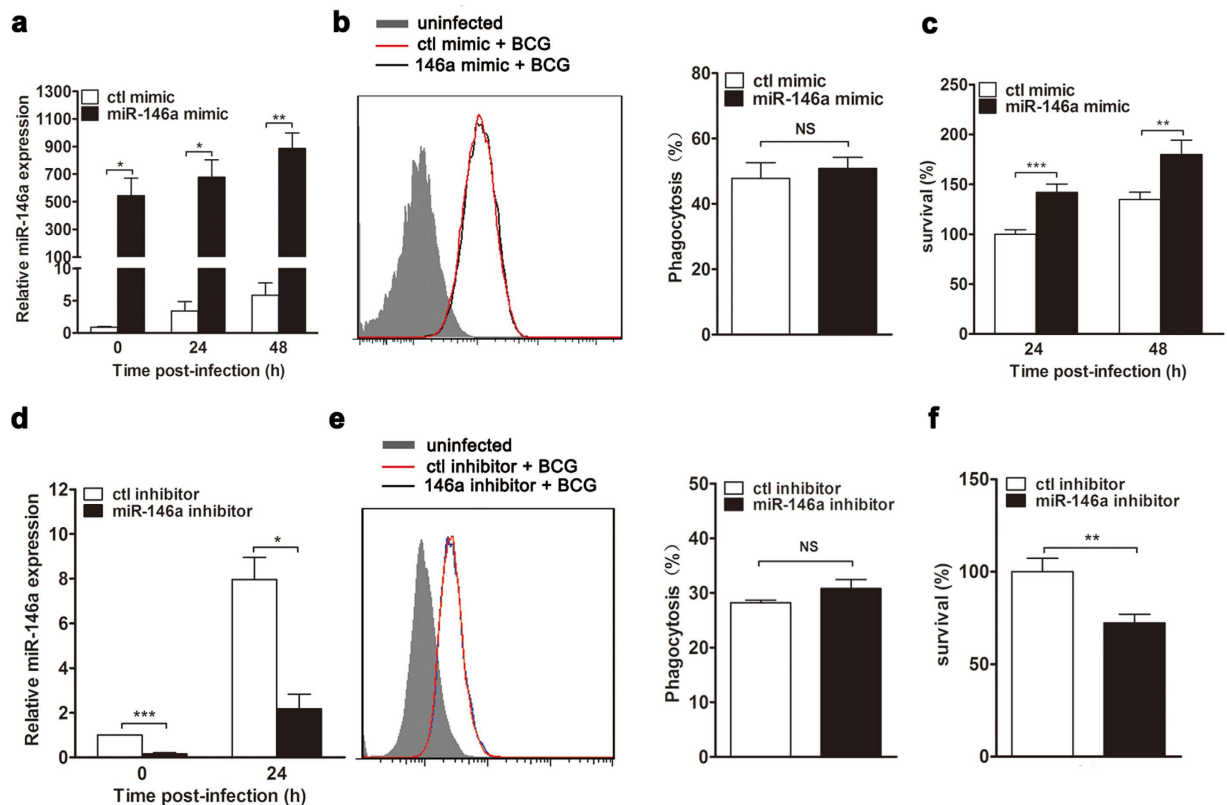 a
Relative miR-146a expression
1300
1100
900
700
500
300
100
10
5
0
ctl mimic
miR-146a mimic
*
*
**
0
24
48
Time post-infection (h)
b
uninfected
ctl mimic + BCG
146a mimic + BCG
Phagocytosis (%)
80
60
40
20
0
ctl mimic
miR-146a mimic
NS
c
survival (%)
250
200
150
100
50
0
ctl mimic
miR-146a mimic
***
**
24
48
Time post-infection (h)
d
Relative miR-146a expression
12
10
8
6
4
2
0
ctl inhibitor
miR-146a inhibitor
***
*
0
24
Time post-infection (h)
e
uninfected
ctl inhibitor + BCG
146a inhibitor + BCG
Phagocytosis (%)
50
40
30
20
10
0
ctl inhibitor
miR-146a inhibitor
NS
f
survival (%)
150
100
50
0
ctl inhibitor
miR-146a inhibitor
**